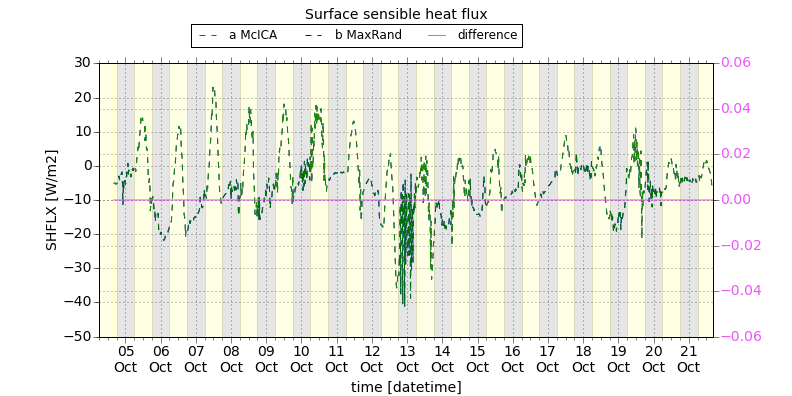 Surface sensible heat flux
a McICA b MaxRand difference
30 0.06
20 0.04
10 0.02
0 0.00
−10 −0.02
−20 −0.04
−30 −0.06
−40
−50
SHFLX [W/m2]
05 06 07 08 09 10 11 12 13 14 15 16 17 18 19 20 21
Oct Oct Oct Oct Oct Oct Oct Oct Oct Oct Oct Oct Oct Oct Oct Oct Oct
time [datetime]